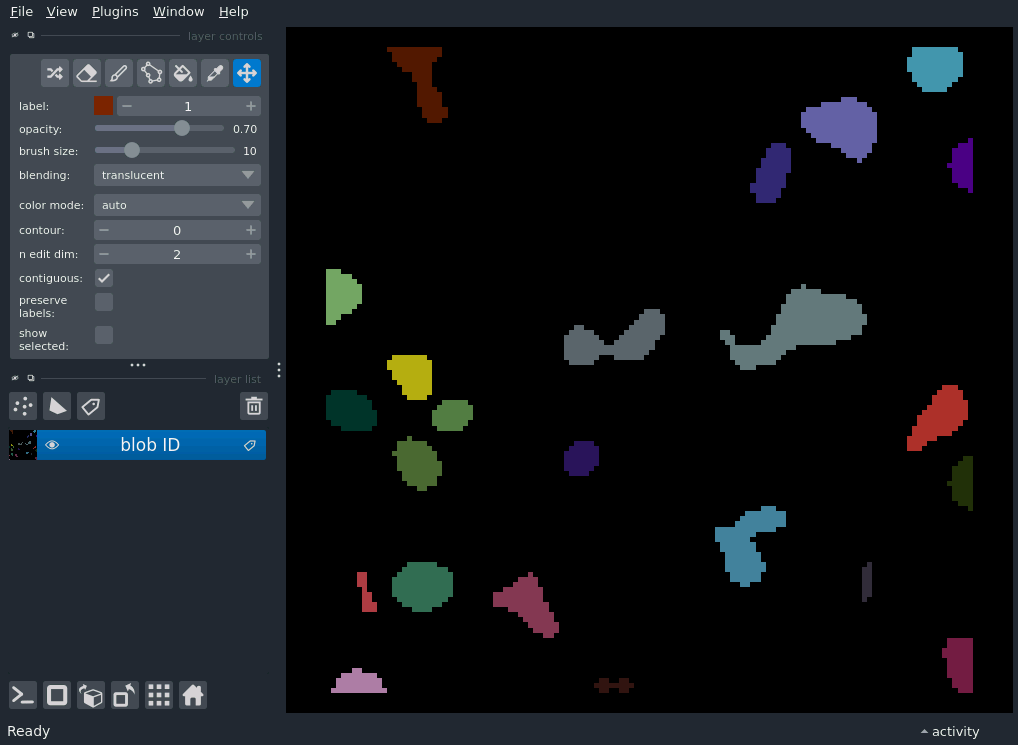 File View Plugins Window Help
layer controls
label: 1
opacity: 0.70
brush size: 10
blending: translucent
color mode: auto
contour: 0
n edit dim: 2
contiguous:
preserve
labels:
show
selected:
layer list
blob ID
Ready
activity